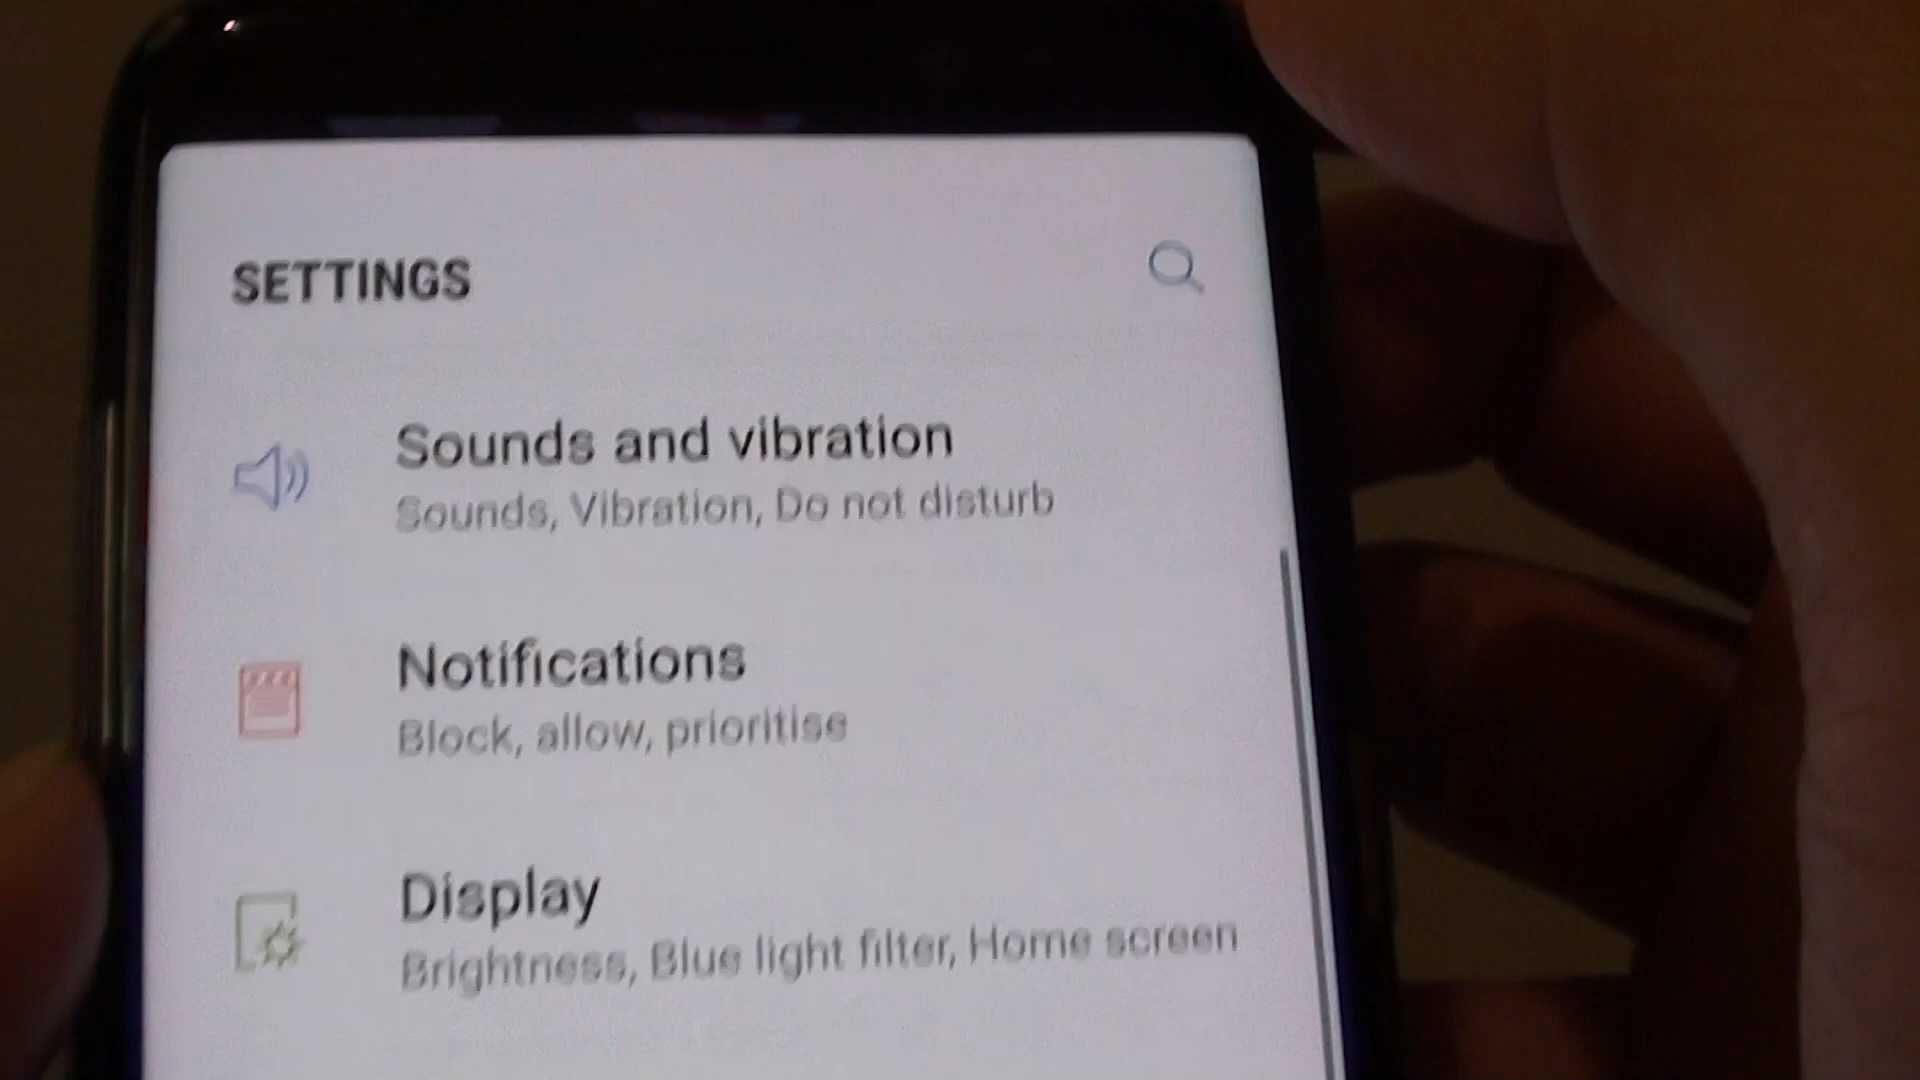 SETTINGS
Sounds and vibration
Sounds, Vibration, Do not disturb
Notifications
Block, allow, prioritise
Display
Brightness, Blue light filter, Home screen